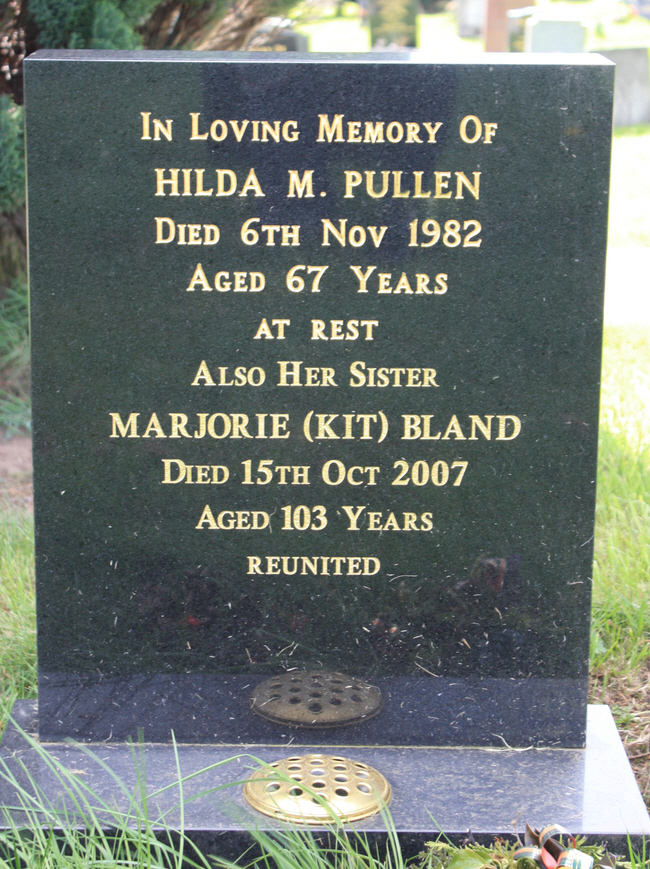 In Loving Memory Of
HILDA M. PULLEN
Died 6th Nov 1982
Aged 67 Years
AT REST
Also Her Sister
MARJORIE (KIT) BLAND
Died 15th Oct 2007
Aged 103 Years
REUNITED